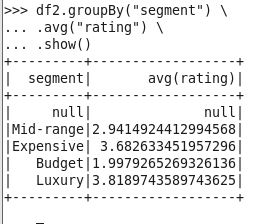 >>> df2.groupBy("segment") \
... .avg("rating") \
... .show()
+---------+------------------+
|  segment|       avg(rating)|
+---------+------------------+
|     null|              null|
|Mid-range|2.9414924412994568|
|Expensive| 3.682633451957296|
|   Budget|1.9979265269326136|
|   Luxury|3.8189743589743625|
+---------+------------------+